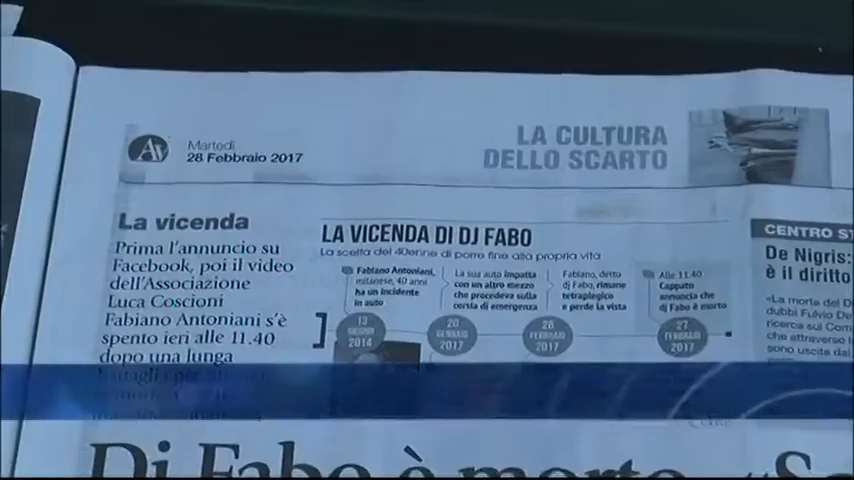 Av
Martedì
28 Febbraio 2017
LA CULTURA
DELLO SCARTO
La vicenda
Prima l'annuncio su
Facebook, poi il video
dell'Associazione
Luca Coscioni
Fabiano Antoniani s'è
spento ieri alle 11.40
dopo una lunga
LA VICENDA DI DJ FABO
La scelta del 40enne di porre fine alla propria vita
Fabiano Antoniani,
milanese, 40 anni
ha un incidente
in auto
13
GIUGNO
2014
La sua auto impatta
con un altro mezzo
che procedeva sulla
corsia di emergenza
20
GENNAIO
2017
Fabiano, detto
dj Fabo, rimane
tetraplegico
e perde la vista
28
FEBBRAIO
2017
Alle 11.40
Cappato
annuncia che
dj Fabo è morto
27
FEBBRAIO
2017
CENTRO
De Nigris:
è il diritto
«La morte del D
dubbi Fulvio De
ricerca sul Com
che attraverso
sono uscite da
Dj Fabo è morto «So